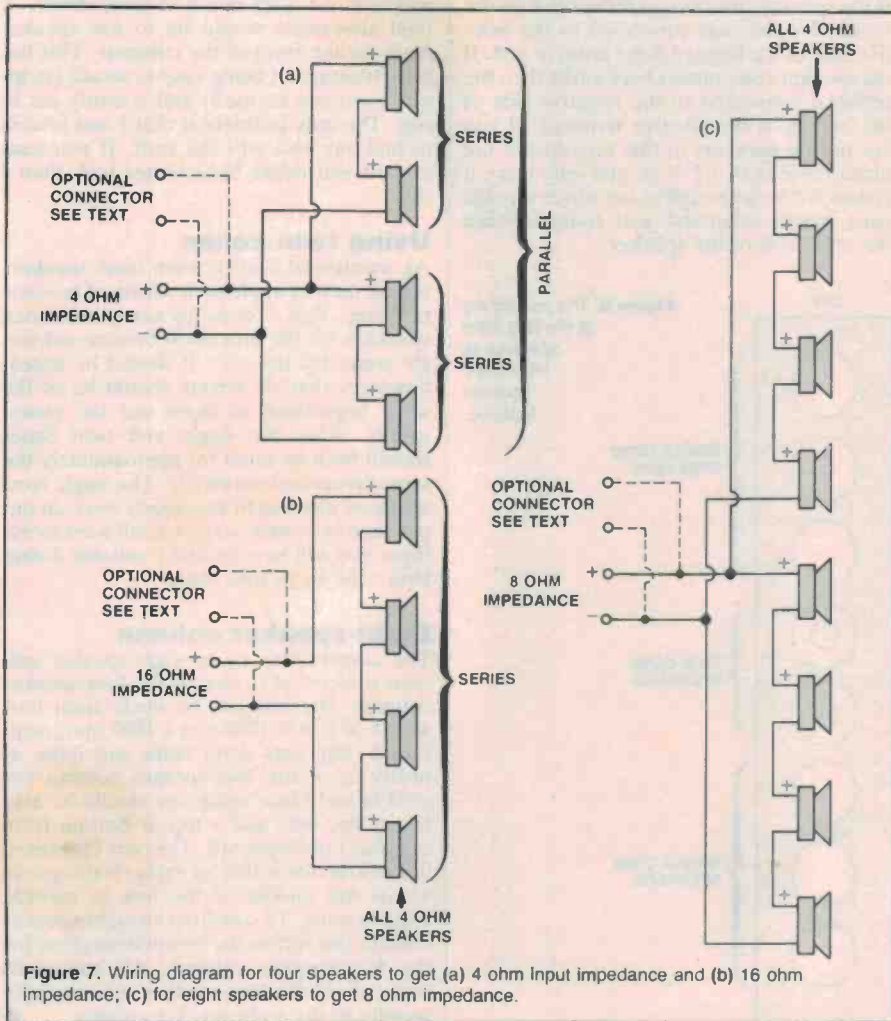 (a)
SERIES
OPTIONAL
CONNECTOR
SEE TEXT
+
4 OHM
IMPEDANCE
−
+
+
+
+
SERIES
PARALLEL
(b)
OPTIONAL
CONNECTOR
SEE TEXT
+
16 OHM
IMPEDANCE
−
+
+
+
+
SERIES
ALL 4 OHM
SPEAKERS
ALL 4 OHM
SPEAKERS
(c)
OPTIONAL
CONNECTOR
SEE TEXT
+
8 OHM
IMPEDANCE
−
+
+
+
+
+
+
+
+
Figure 7. Wiring diagram for four speakers to get (a) 4 ohm input impedance and (b) 16 ohm
impedance; (c) for eight speakers to get 8 ohm impedance.